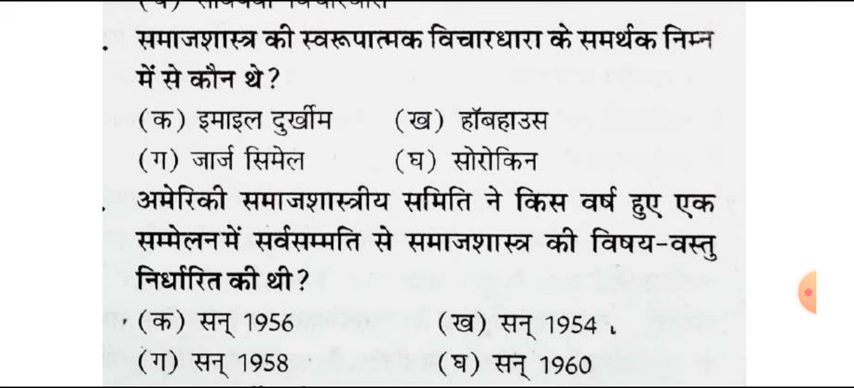 . समाजशास्त्र की स्वरूपात्मक विचारधारा के समर्थक निम्न
में से कौन थे?
(क) इमाइल दुर्खीम (ख) हॉबहाउस
(ग) जार्ज सिमेल (घ) सोरोकिन
. अमेरिकी समाजशास्त्रीय समिति ने किस वर्ष हुए एक
सम्मेलन में सर्वसम्मति से समाजशास्त्र की विषय-वस्तु
निर्धारित की थी?
(क) सन् 1956 (ख) सन् 1954 .
(ग) सन् 1958 (घ) सन् 1960